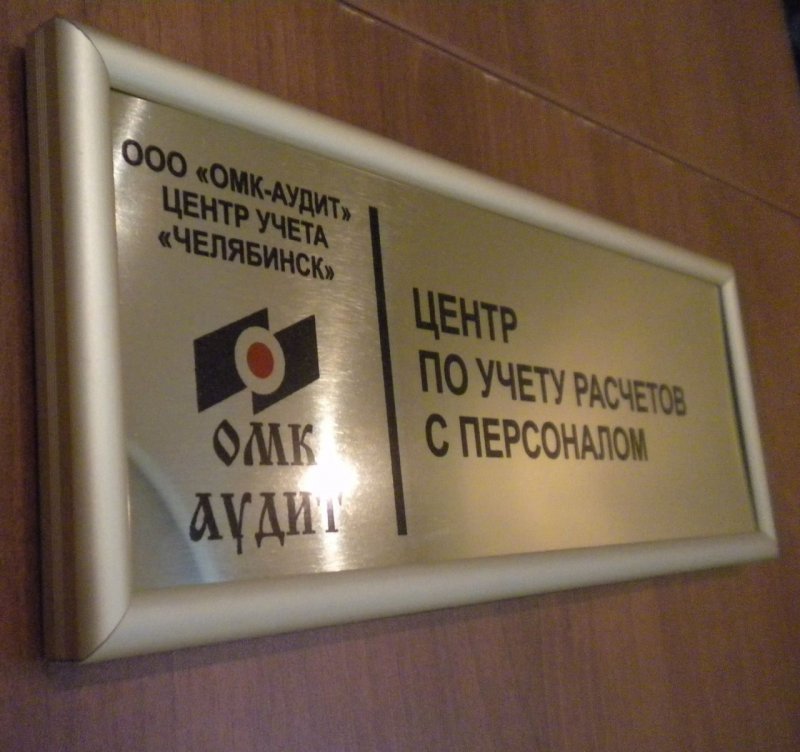 ООО «ОМК-АУДИТ»
ЦЕНТР УЧЕТА
«ЧЕЛЯБИНСК»
ОМК
АУДИТ
ЦЕНТР
ПО УЧЕТУ РАСЧЕТОВ
С ПЕРСОНАЛОМ